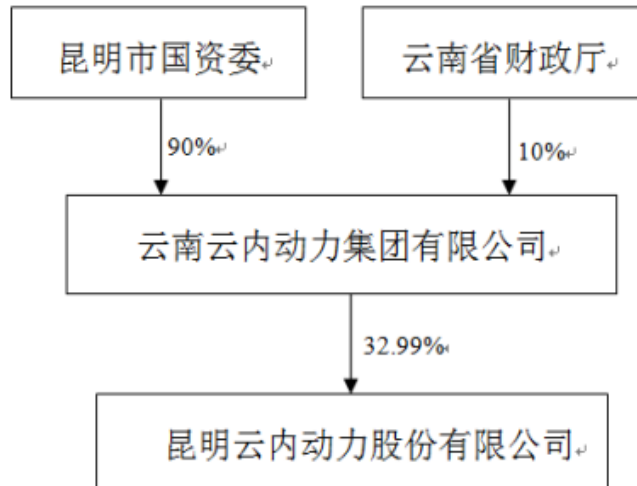 昆明市国资委
云南省财政厅
90%
10%
云南云内动力集团有限公司
32.99%
昆明云内动力股份有限公司